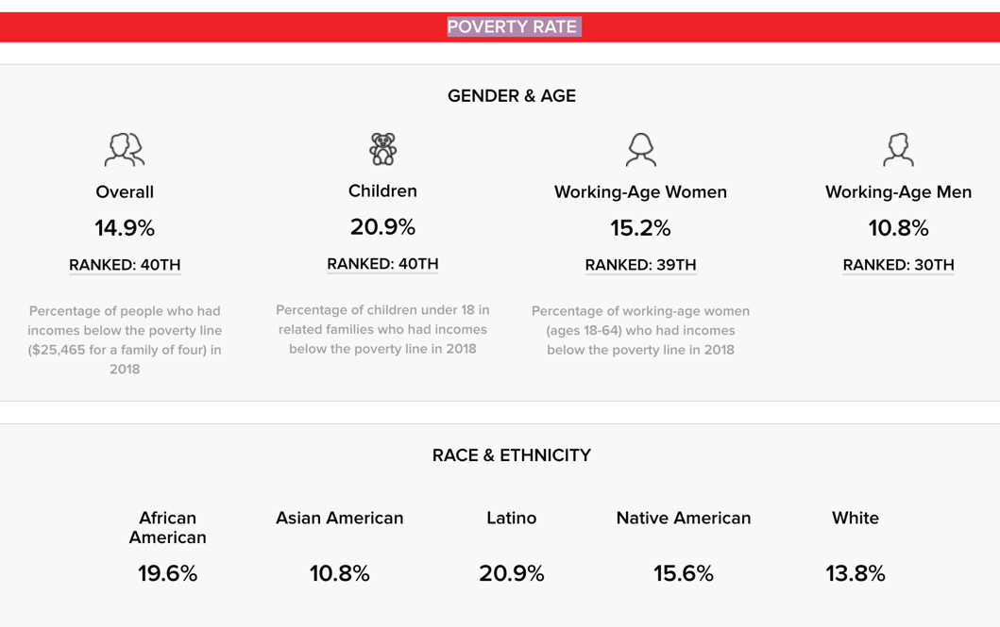 POVERTY RATE
GENDER & AGE
Overall
14.9%
RANKED: 40TH
Percentage of people who had
incomes below the poverty line
($25,465 for a family of four) in
2018
Children
20.9%
RANKED: 40TH
Percentage of children under 18 in
related families who had incomes
below the poverty line in 2018
Working-Age Women
15.2%
RANKED: 39TH
Percentage of working-age women
(ages 18-64) who had incomes
below the poverty line in 2018
Working-Age Men
10.8%
RANKED: 30TH
RACE & ETHNICITY
African
American
19.6%
Asian American
10.8%
Latino
20.9%
Native American
15.6%
White
13.8%